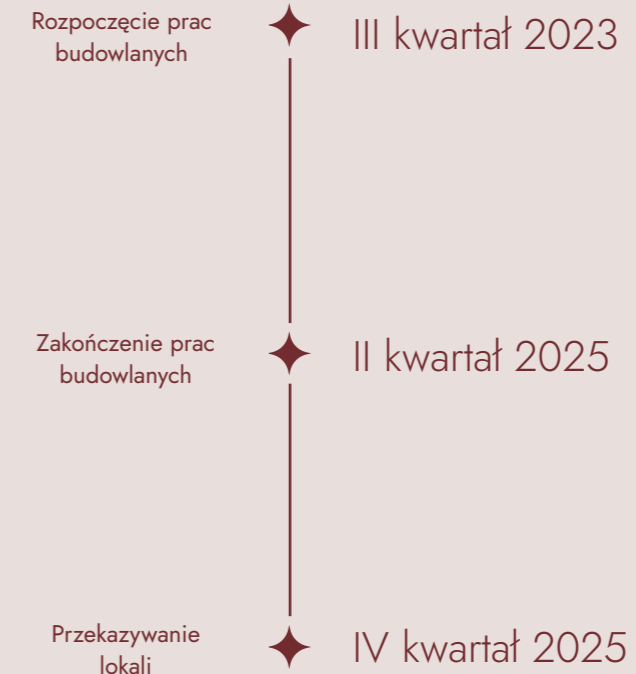 Rozpoczęcie prac
budowlanych
III kwartał 2023
Zakończenie prac
budowlanych
II kwartał 2025
Przekazywanie
lokali
IV kwartał 2025